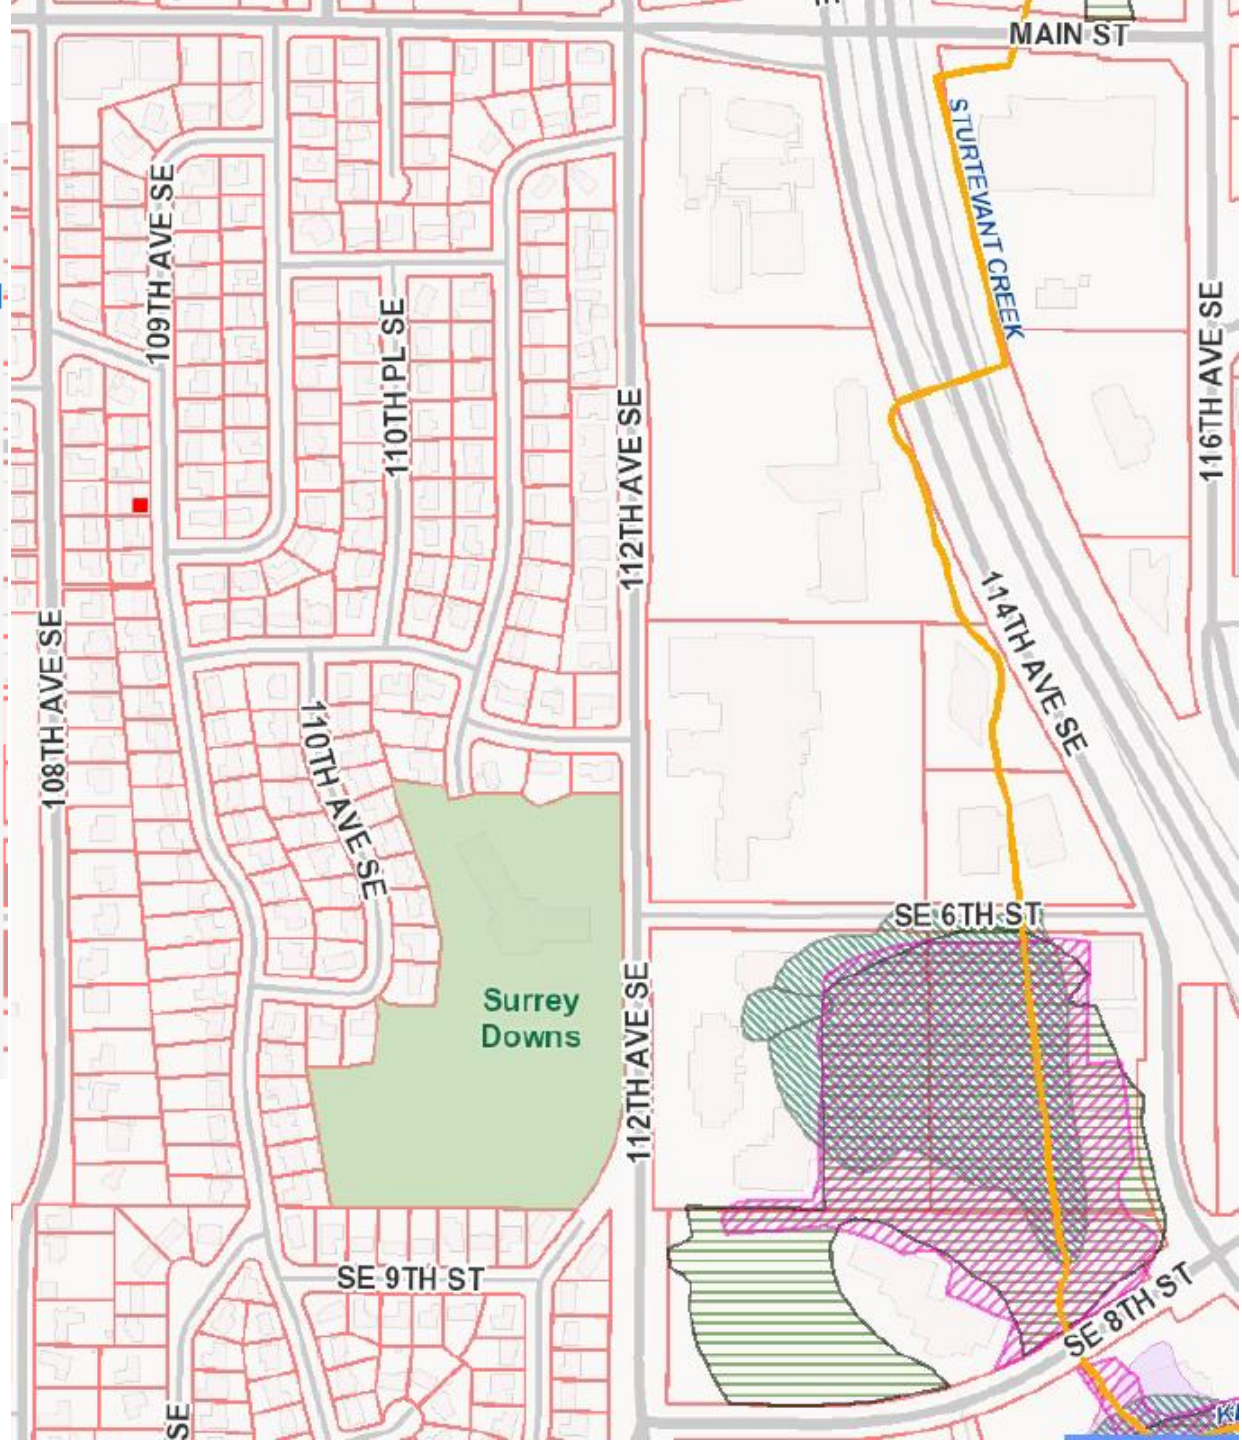 MAIN ST
STURTEVANT CREEK
109TH AVE SE
110TH PL SE
112TH AVE SE
116TH AVE SE
114TH AVE SE
108TH AVE SE
110TH AVE SE
SE 6TH ST
Surrey
Downs
112TH AVE SE
SE 9TH ST
SE 8TH ST
SE